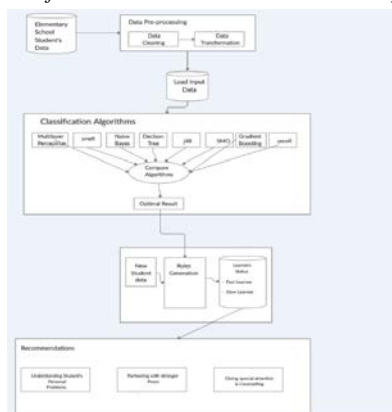 Elementary
School
Student's
Data
Data Pre-processing
Data
Cleaning
Data
Transformation
Load Input
Data
Classification Algorithms
Multilayer
Perceptron
Naive
Bayes
Decision
Tree
J48
SMO
Gradient
Boosting
Compare
Algorithms
Optimal Result
New
Student
data
Rules
Generation
Learners
Status
- Fast Learner
- Slow Learner
Recommendations
Understanding Student's
Personal
Problems
Partnering with stronger
Peers
Giving special attention
&Counselling